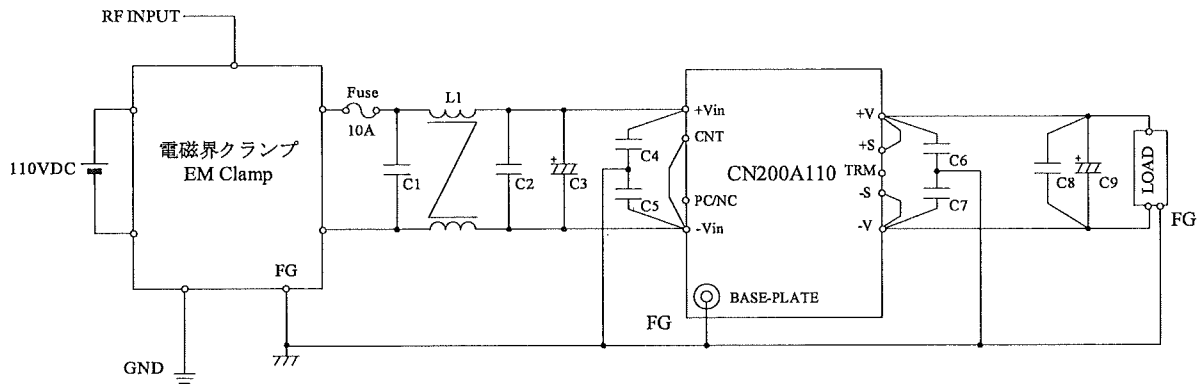 RF INPUT
110VDC
電磁界クランプ
EM Clamp
FG
GND
Fuse
10A
L1
C1
C2
C3
C4
C5
+Vin
CNT
PC/NC
-Vin
CN200A110
BASE-PLATE
FG
+V
+S
TRM
-S
-V
C6
C7
C8
C9
LOAD
FG